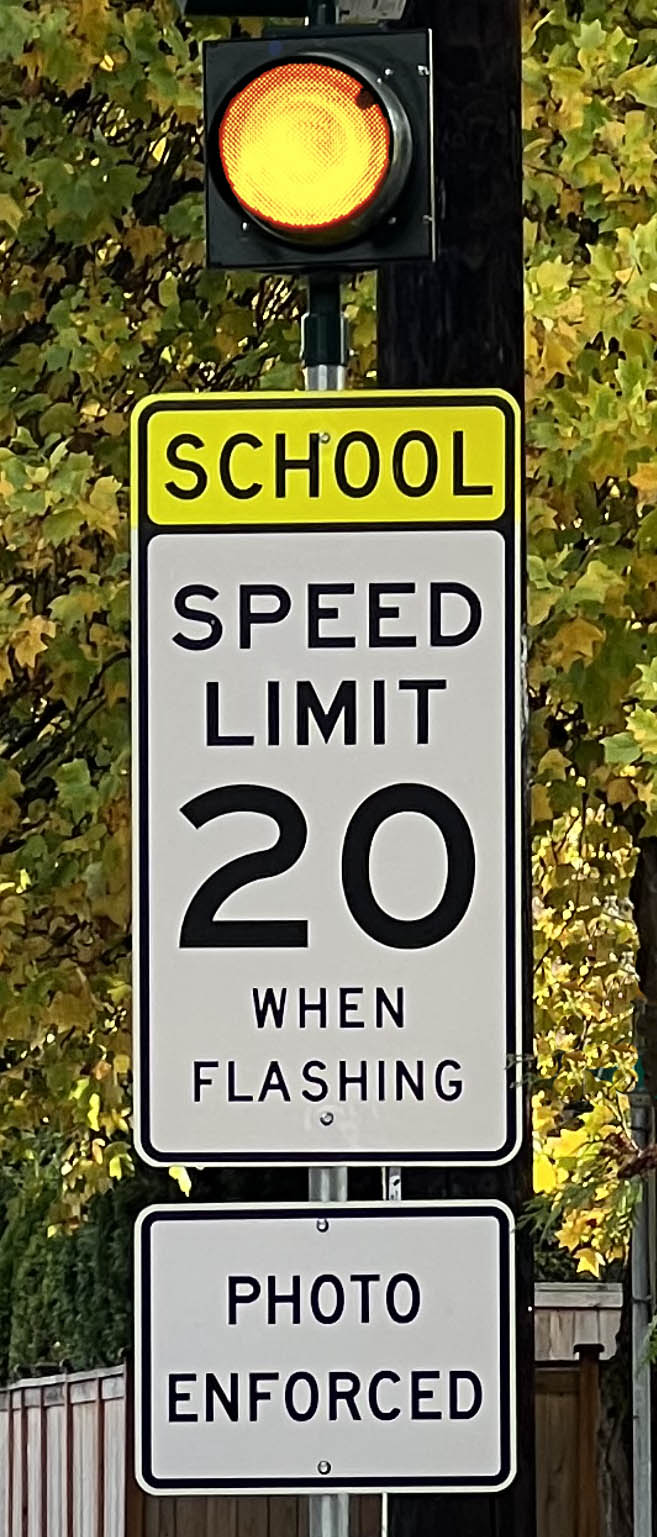 SCHOOL
SPEED
LIMIT
20
WHEN
FLASHING
PHOTO
ENFORCED